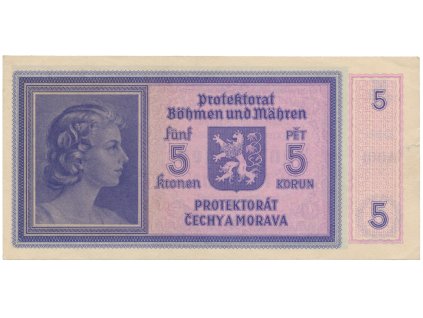 Protektorat
Böhmen und Mähren
fünf PĚT
5 5
kronen KORUN
PROTEKTORÁT
ČECHY A MORAVA
5
5